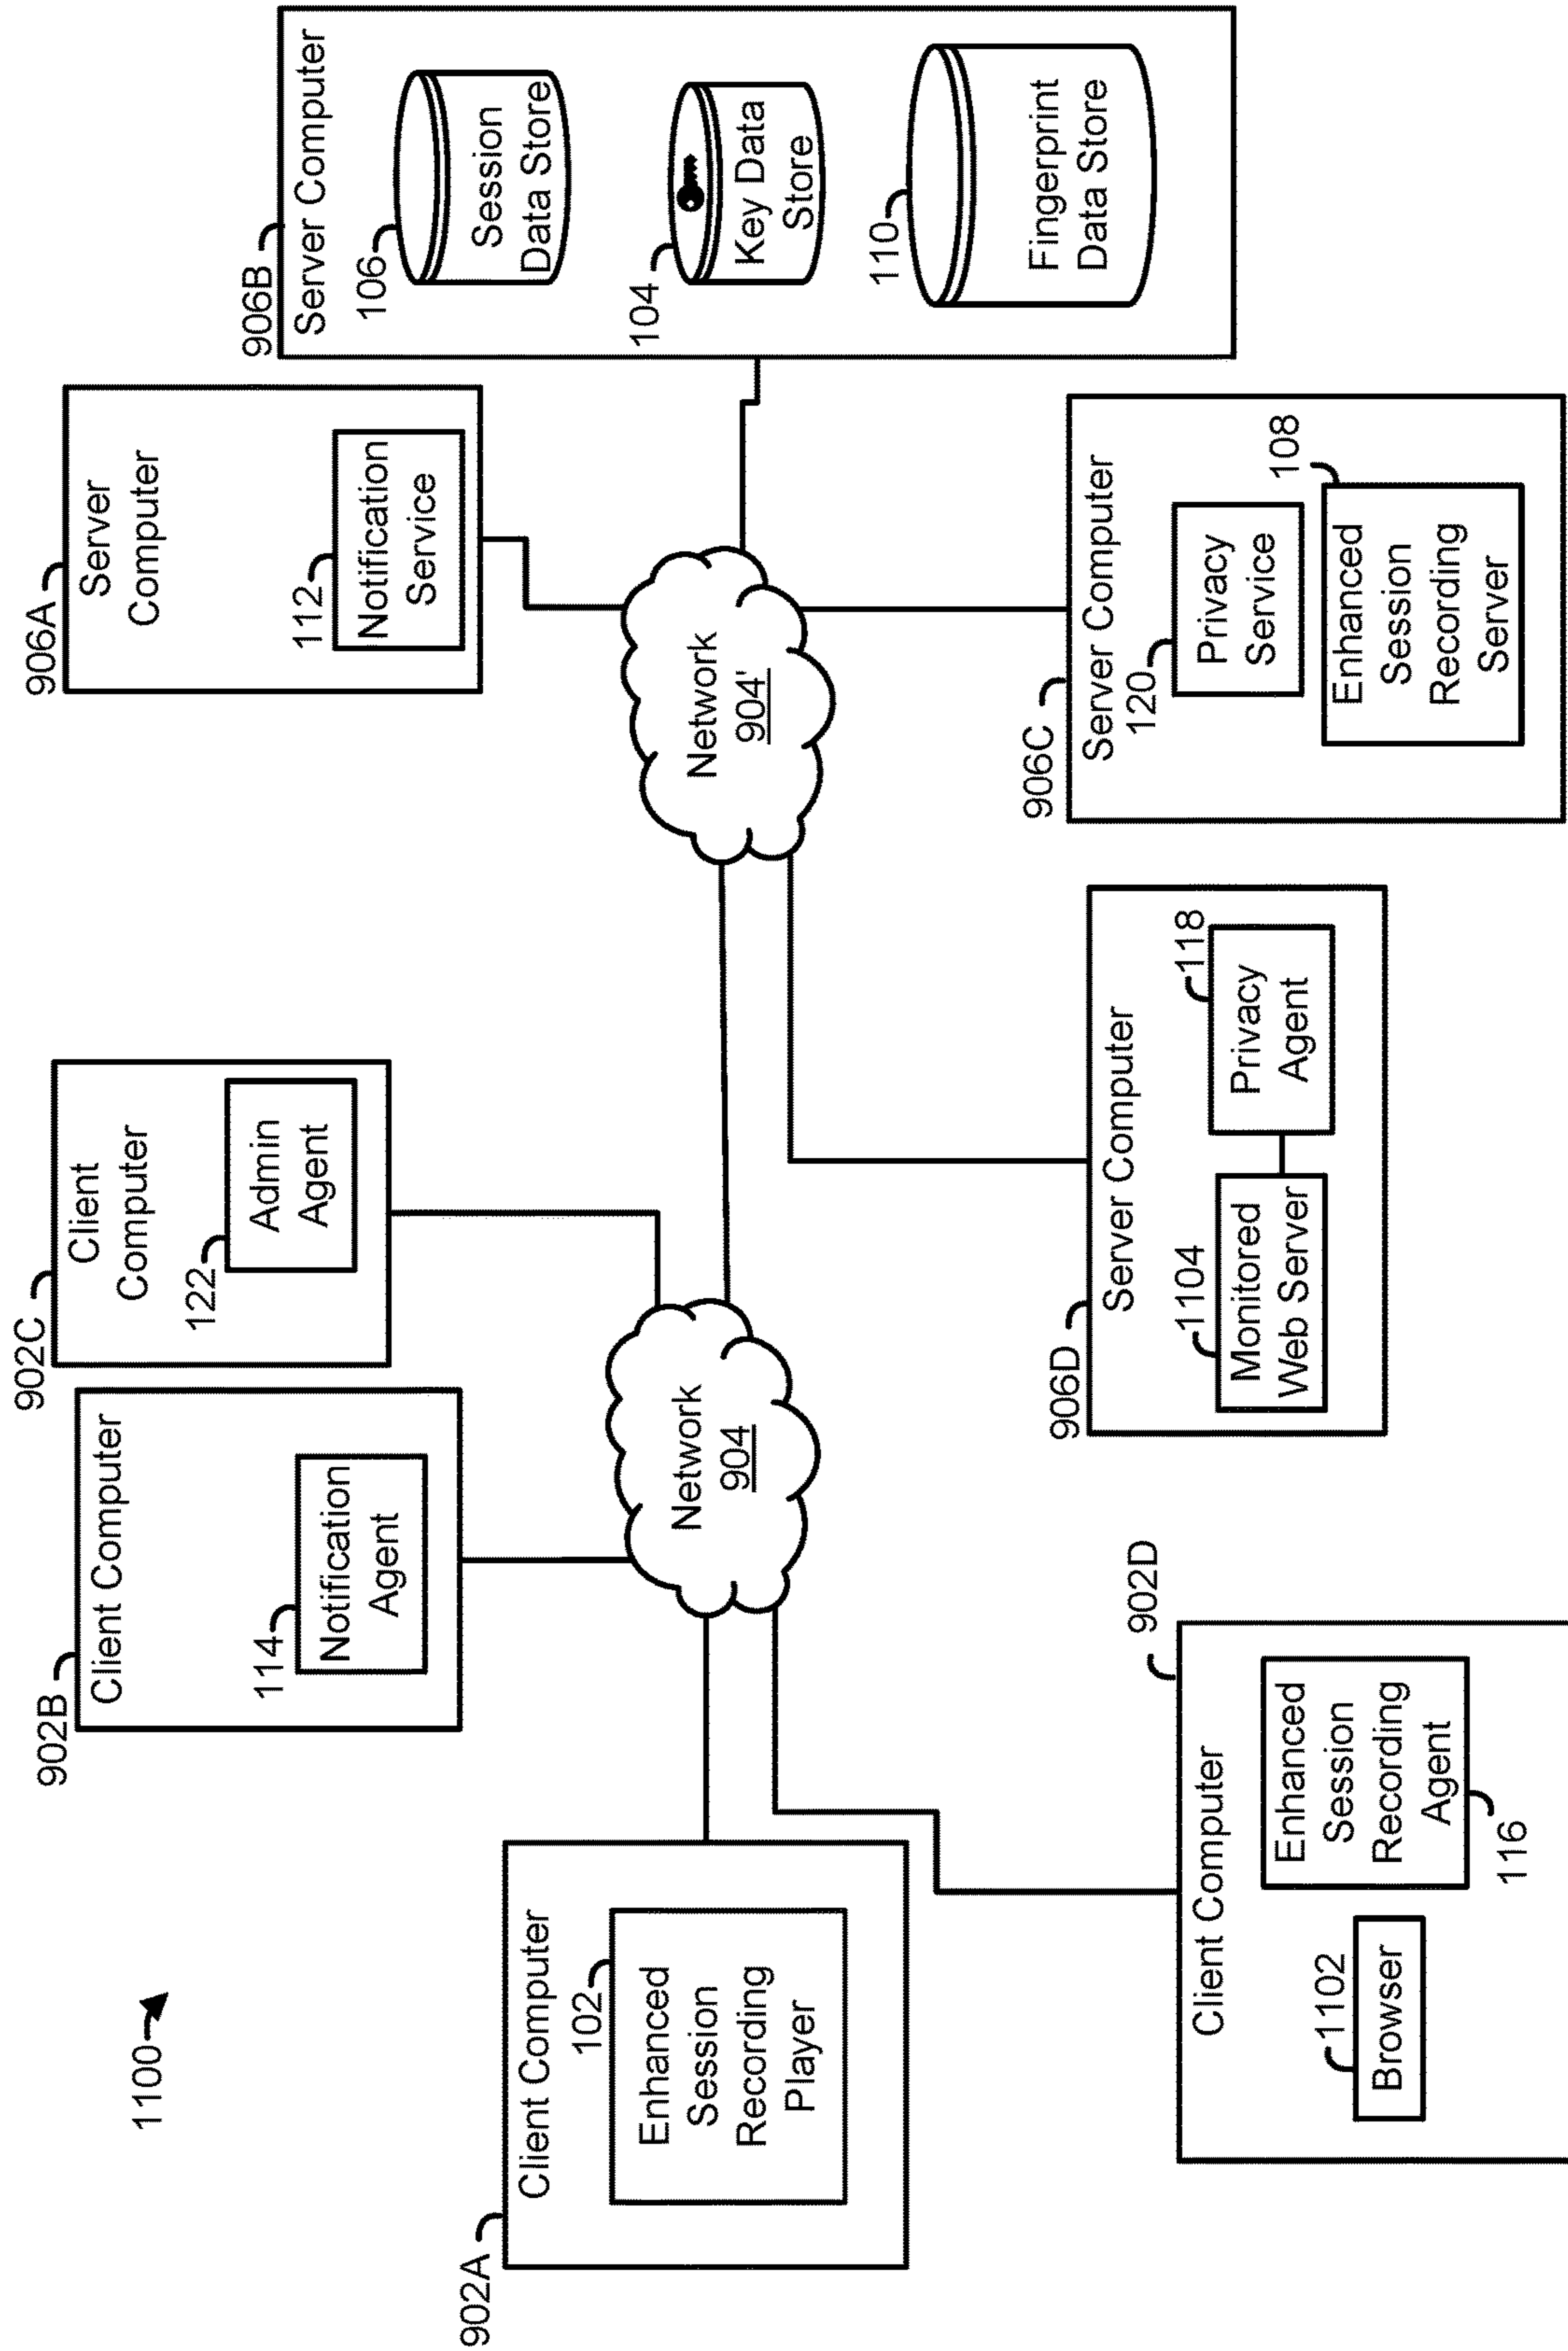 1100
902A
Client Computer
102
Enhanced
Session
Recording
Player
902B
Client Computer
114
Notification
Agent
902C
Client
Computer
122
Admin
Agent
906A
Server
Computer
112
Notification
Service
906B
Server Computer
106
Session
Data Store
104
Key Data
Store
110
Fingerprint
Data Store
Network
904
Network
904'
902D
Client Computer
1102
Browser
Enhanced
Session
Recording
Agent
116
906D
Server Computer
1104
Monitored
Web Server
118
Privacy
Agent
906C
Server Computer
120
Privacy
Service
108
Enhanced
Session
Recording
Server